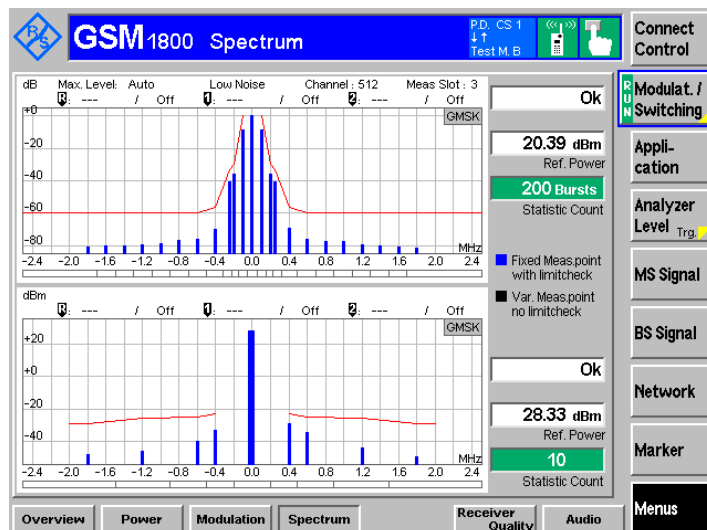 R/S
GSM 1800 Spectrum
P.D. CS 1
↓↑
Test M. B
Connect
Control
dB Max. Level: Auto Low Noise Channel : 512 Meas Slot : 3
R: --- / Off 1: --- / Off 2: --- / Off
GMSK
+0
-20
-40
-60
-80
MHz
-2.4 -2.0 -1.6 -1.2 -0.8 -0.4 0.0 0.4 0.8 1.2 1.6 2.0 2.4
Ok
20.39 dBm
Ref. Power
200 Bursts
Statistic Count
Fixed Meas.point
with limitcheck
Var. Meas.point
no limitcheck
dBm
R: --- / Off 1: --- / Off 2: --- / Off
GMSK
+20
+0
-20
-40
MHz
-2.4 -2.0 -1.6 -1.2 -0.8 -0.4 0.0 0.4 0.8 1.2 1.6 2.0 2.4
Ok
28.33 dBm
Ref. Power
10
Statistic Count
RUN
Modulat. /
Switching
Appli-
cation
Analyzer
Level Trg.
MS Signal
BS Signal
Network
Marker
Menus
Overview Power Modulation Spectrum Receiver Quality Audio